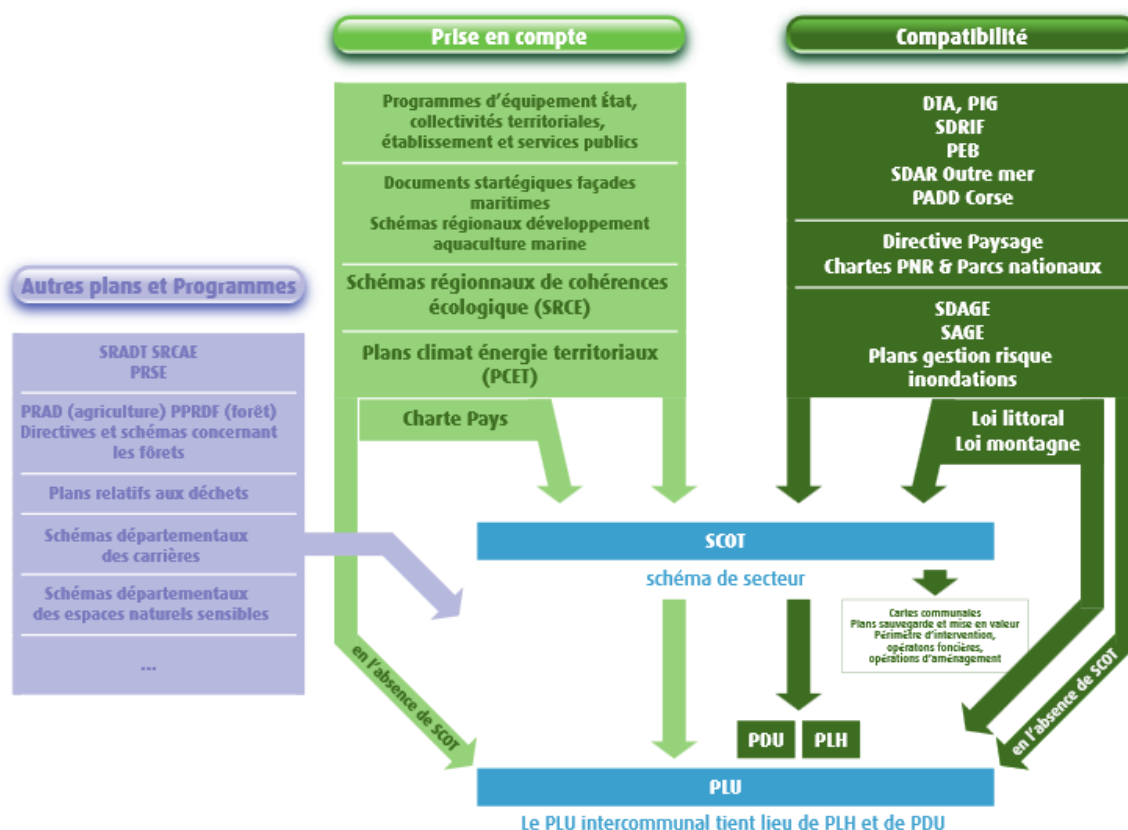 Prise en compte
Programmes d'équipement État,
collectivités territoriales,
établissement et services publics
Documents startégiques façades
maritimes
Schémas régionaux développement
aquaculture marine
Schémas régionnaux de cohérences
écologique (SRCE)
Plans climat énergie territoriaux
(PCET)
Charte Pays
Compatibilité
DTA, PIG
SDRIF
PEB
SDAR Outre mer
PADD Corse
Directive Paysage
Chartes PNR & Parcs nationaux
SDAGE
SAGE
Plans gestion risque
inondations
Loi littoral
Loi montagne
Autres plans et Programmes
SRADT SRCAE
PRSE
PRAD (agriculture) PPRDF (forêt)
Directives et schémas concernant
les fôrets
Plans relatifs aux déchets
Schémas départementaux
des carrières
Schémas départementaux
des espaces naturels sensibles
...
SCOT
schéma de secteur
Cartes communales
Plans sauvegarde et mise en valeur
Périmètre d'intervention,
opératons foncières,
opérations d'aménagement
en l'absence de SCOT
en l'absence de SCOT
PDU
PLH
PLU
Le PLU intercommunal tient lieu de PLH et de PDU